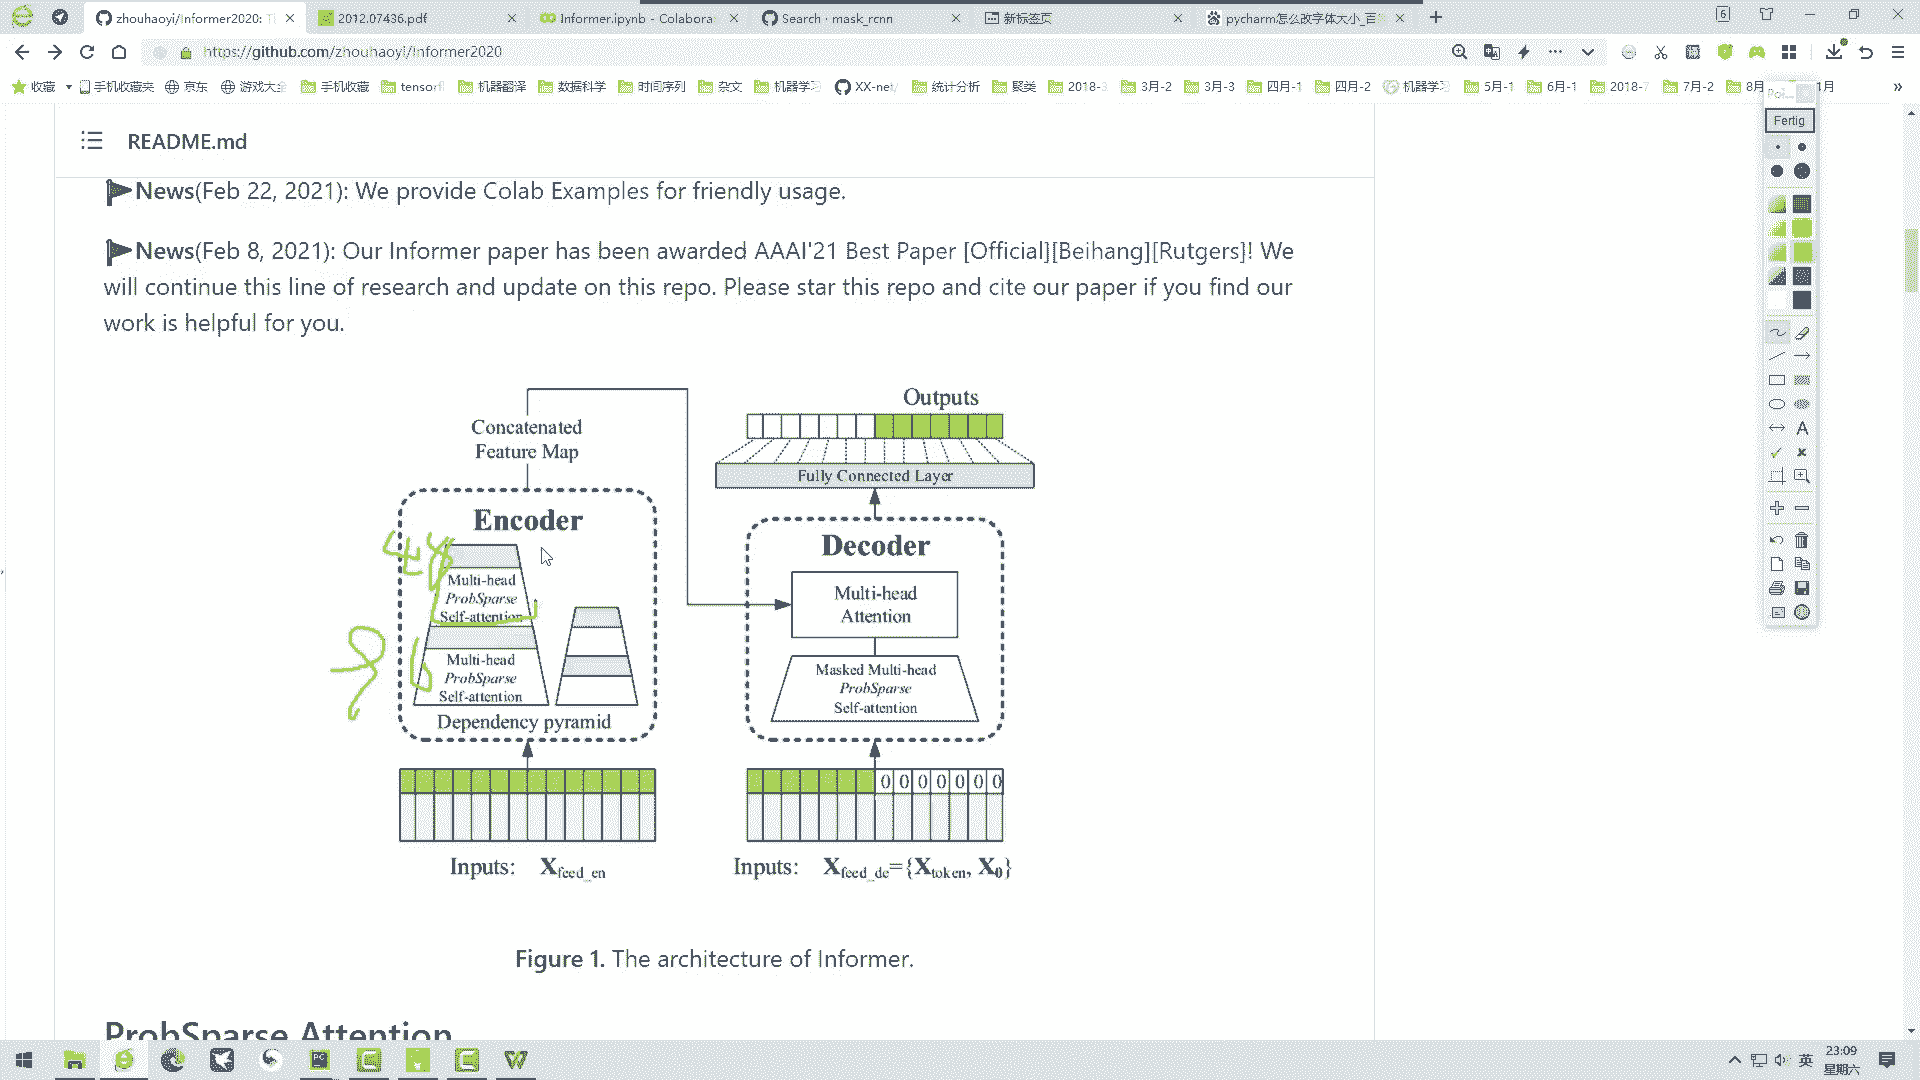 zhouhaoyi/Informer2020: Ti
2012.07436.pdf
Informer.ipynb - Colabora
Search · mask_rcnn
新标签页
pycharm怎么改字体大小_百
6
https://github.com/zhouhaoyi/Informer2020
收藏
手机收藏夹
京东
游戏大全
手机收藏
tensorfl
机器翻译
数据科学
时间序列
杂文
机器学习
XX-net/
统计分析
聚类
2018-3
3月-2
3月-3
四月-1
四月-2
机器学习
5月-1
6月-1
2018-7
7月-2
8月
1月
»
Fertig
README.md
News(Feb 22, 2021): We provide Colab Examples for friendly usage.
News(Feb 8, 2021): Our Informer paper has been awarded AAAI'21 Best Paper [Official][Beihang][Rutgers]! We
will continue this line of research and update on this repo. Please star this repo and cite our paper if you find our
work is helpful for you.
Concatenated
Feature Map
Outputs
Fully Connected Layer
Encoder
48
Multi-head
ProbSparse
Self-attention
96
Multi-head
ProbSparse
Self-attention
Dependency pyramid
Decoder
Multi-head
Attention
Masked Multi-head
ProbSparse
Self-attention
0 0 0 0 0 0 0
Inputs: Xfeed_en
Inputs: Xfeed_de={Xtoken, X0}
Figure 1. The architecture of Informer.
ProbSparse Attention
英
23:09
星期六